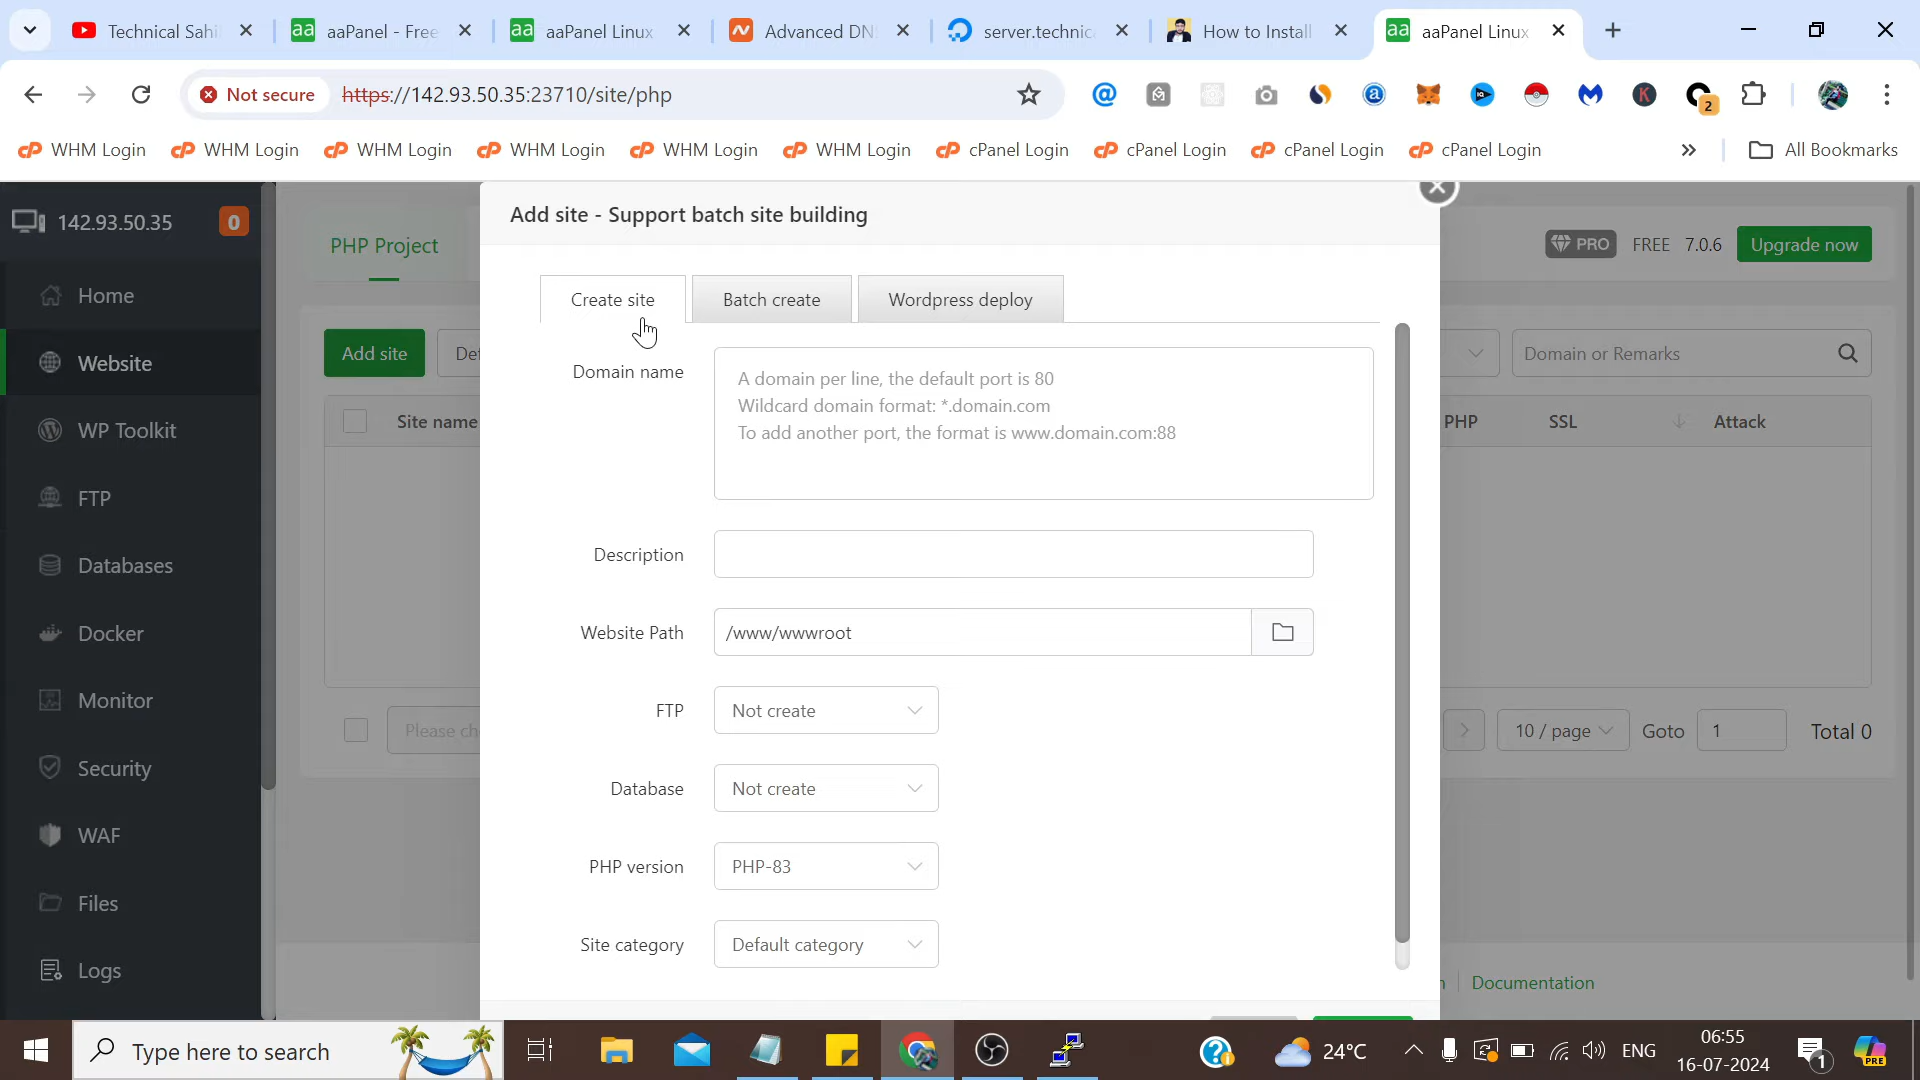 Technical Sahi
aaPanel - Free
aaPanel Linux
Advanced DN
server.technic
How to Install
aaPanel Linux
Not secure
https://142.93.50.35:23710/site/php
2
WHM Login
WHM Login
WHM Login
WHM Login
WHM Login
WHM Login
cPanel Login
cPanel Login
cPanel Login
cPanel Login
All Bookmarks
142.93.50.35
0
Home
Website
WP Toolkit
FTP
Databases
Docker
Monitor
Security
WAF
Files
Logs
PHP Project
PRO
FREE
7.0.6
Upgrade now
Add site
Domain or Remarks
Site name
PHP
SSL
Attack
10 / page
Goto
1
Total 0
Documentation
Add site - Support batch site building
Create site
Batch create
Wordpress deploy
Domain name
A domain per line, the default port is 80
Wildcard domain format: *.domain.com
To add another port, the format is www.domain.com:88
Description
Website Path
/www/wwwroot
FTP
Not create
Database
Not create
PHP version
PHP-83
Site category
Default category
Type here to search
24°C
ENG
06:55
16-07-2024
1
PRE